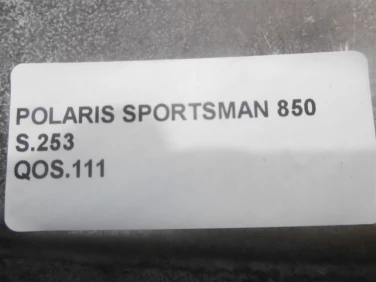 POLARIS SPORTSMAN 850
S.253
QOS.111